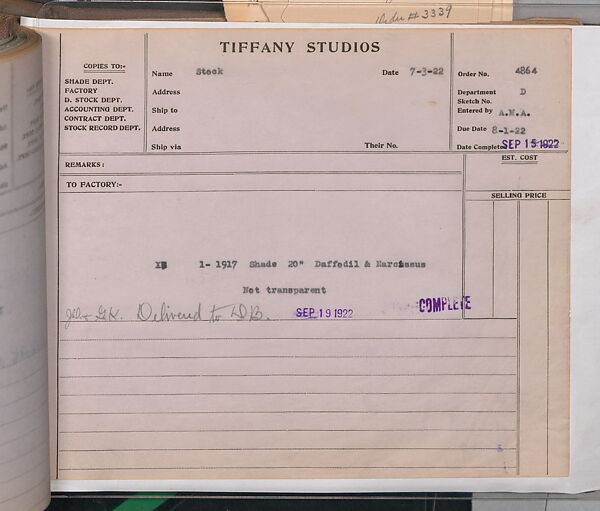 Order # 3339
TIFFANY STUDIOS
COPIES TO:-
SHADE DEPT.
FACTORY
D. STOCK DEPT.
ACCOUNTING DEPT.
CONTRACT DEPT.
STOCK RECORD DEPT.
Name Stock Date 7-3-22
Address
Ship to
Address
Ship via Their No.
Order No. 4864
Department D
Sketch No.
Entered by A.M.A.
Due Date 8-1-22
Date Completed SEP 15 1922
REMARKS:
EST. COST
TO FACTORY:-
SELLING PRICE
1- 1917 Shade 20" Daffodil & Narcissus
Not transparent
Delivered to D.B. SEP 19 1922 COMPLETE